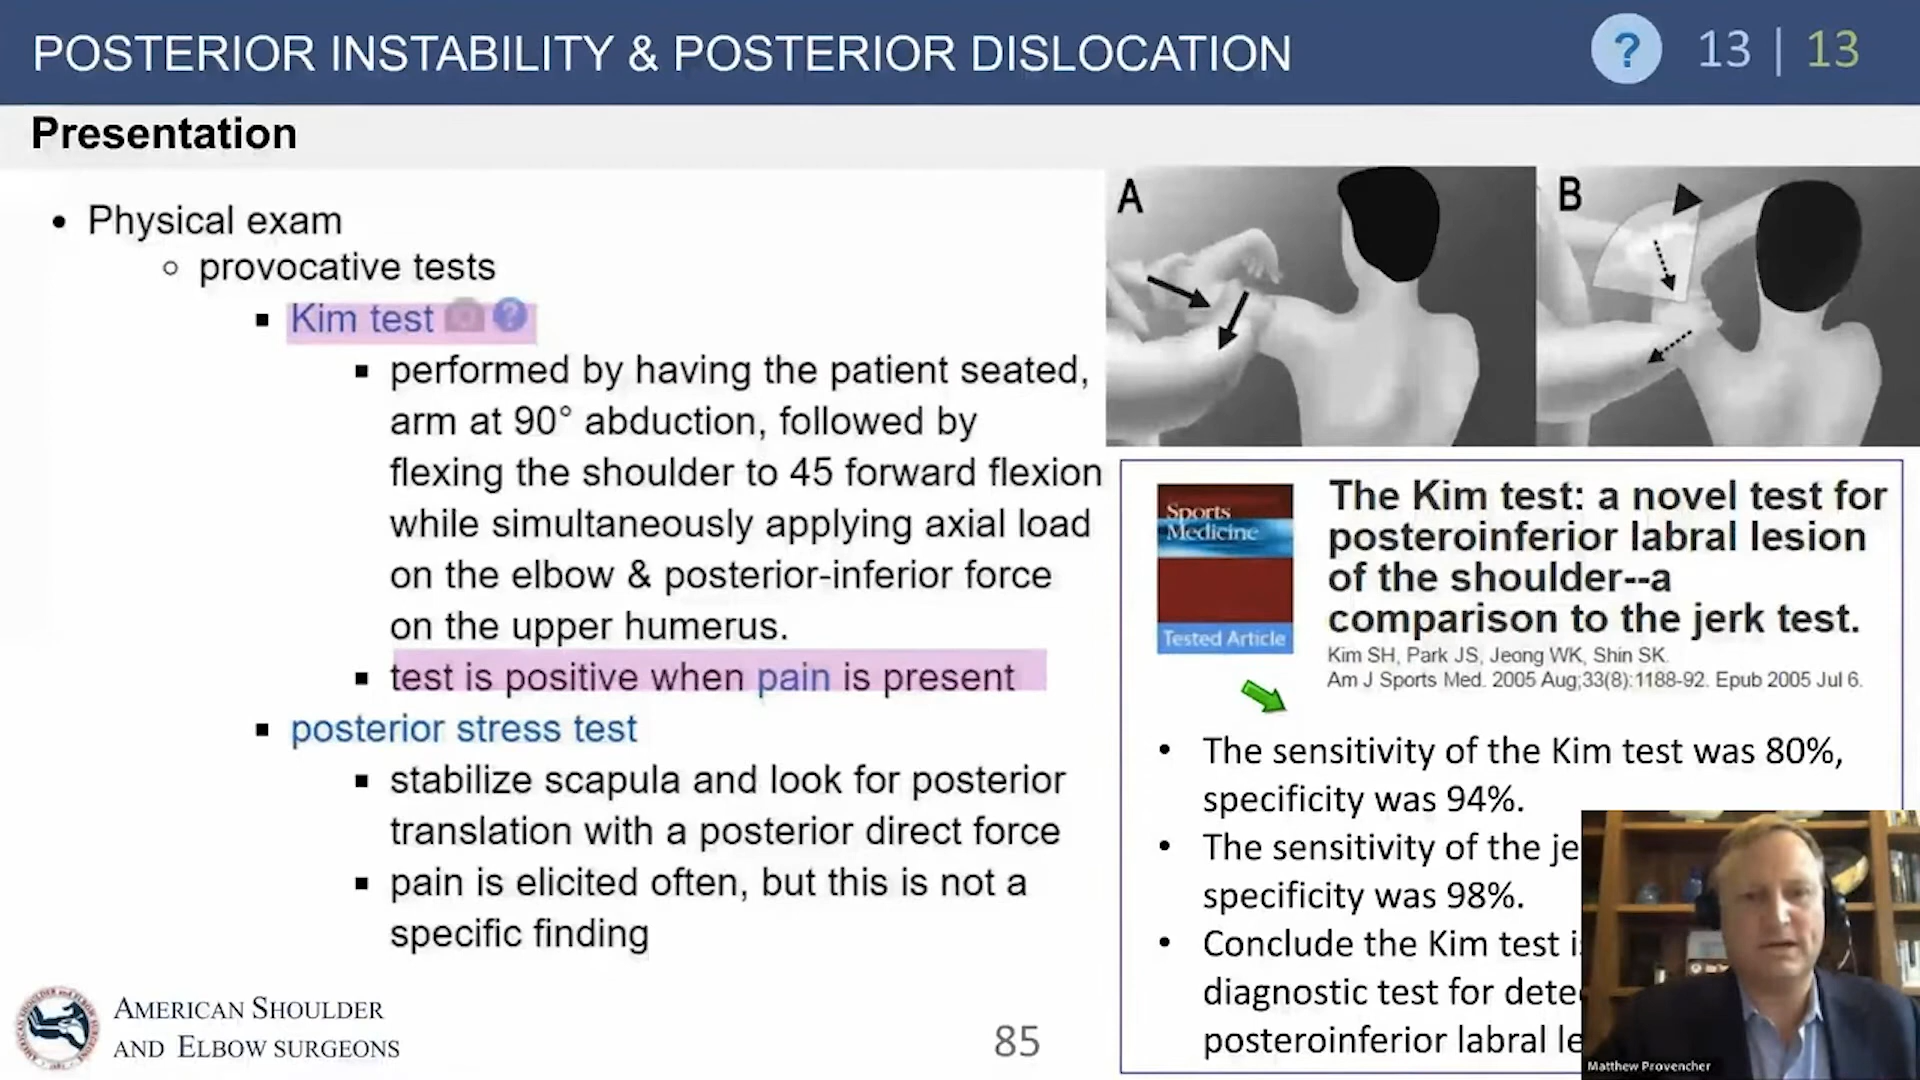 POSTERIOR INSTABILITY & POSTERIOR DISLOCATION
? 13 | 13
Presentation
• Physical exam
○ provocative tests
▪ Kim test ?
▪ performed by having the patient seated,
arm at 90° abduction, followed by
flexing the shoulder to 45 forward flexion
while simultaneously applying axial load
on the elbow & posterior-inferior force
on the upper humerus.
▪ test is positive when pain is present
▪ posterior stress test
▪ stabilize scapula and look for posterior
translation with a posterior direct force
▪ pain is elicited often, but this is not a
specific finding
A
B
Sports
Medicine
Tested Article
The Kim test: a novel test for
posteroinferior labral lesion
of the shoulder--a
comparison to the jerk test.
Kim SH, Park JS, Jeong WK, Shin SK.
Am J Sports Med. 2005 Aug;33(8):1188-92. Epub 2005 Jul 6.
• The sensitivity of the Kim test was 80%,
specificity was 94%.
• The sensitivity of the je
specificity was 98%.
• Conclude the Kim test
diagnostic test for dete
posteroinferior labral le
AMERICAN SHOULDER
AND ELBOW SURGEONS
85
Matthew Provencher